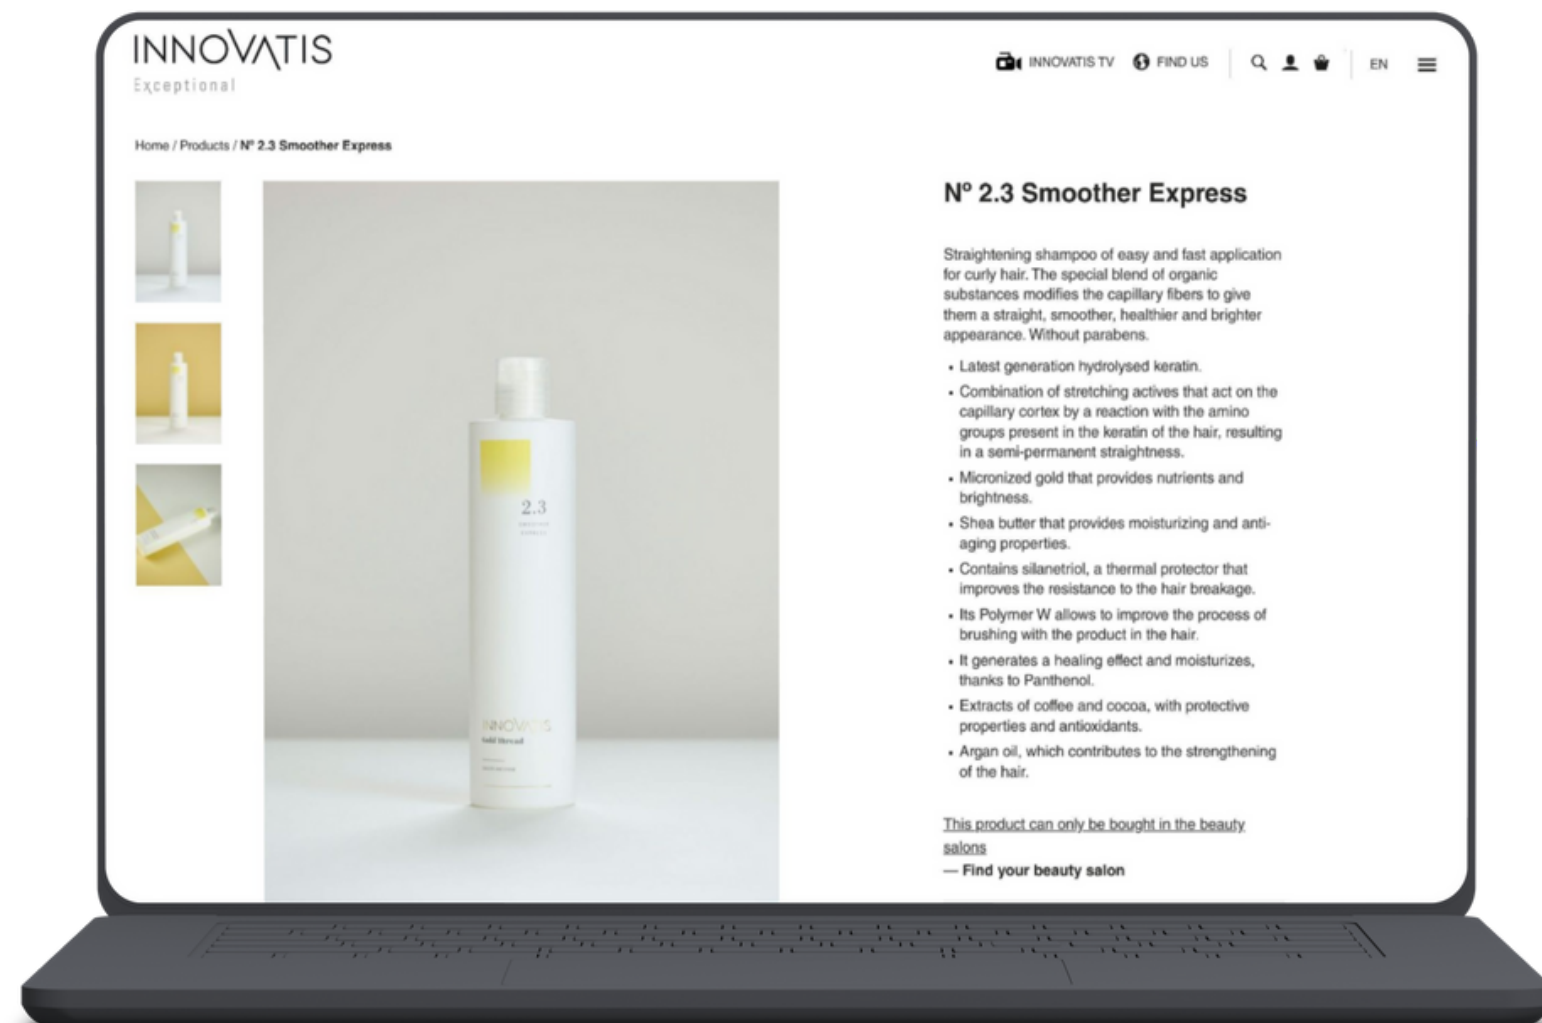 INNOVATIS
Exceptional
INNOVATIS TV
FIND US
EN
Home / Products / Nº 2.3 Smoother Express
Nº 2.3 Smoother Express
Straightening shampoo of easy and fast application
for curly hair. The special blend of organic
substances modifies the capillary fibers to give
them a straight, smoother, healthier and brighter
appearance. Without parabens.
• Latest generation hydrolysed keratin.
• Combination of stretching actives that act on the
capillary cortex by a reaction with the amino
groups present in the keratin of the hair, resulting
in a semi-permanent straightness.
• Micronized gold that provides nutrients and
brightness.
• Shea butter that provides moisturizing and anti-
aging properties.
• Contains silanetriol, a thermal protector that
improves the resistance to the hair breakage.
• Its Polymer W allows to improve the process of
brushing with the product in the hair.
• It generates a healing effect and moisturizes,
thanks to Panthenol.
• Extracts of coffee and cocoa, with protective
properties and antioxidants.
• Argan oil, which contributes to the strengthening
of the hair.
This product can only be bought in the beauty
salons
— Find your beauty salon
2.3
INNOVATIS
Gold thread